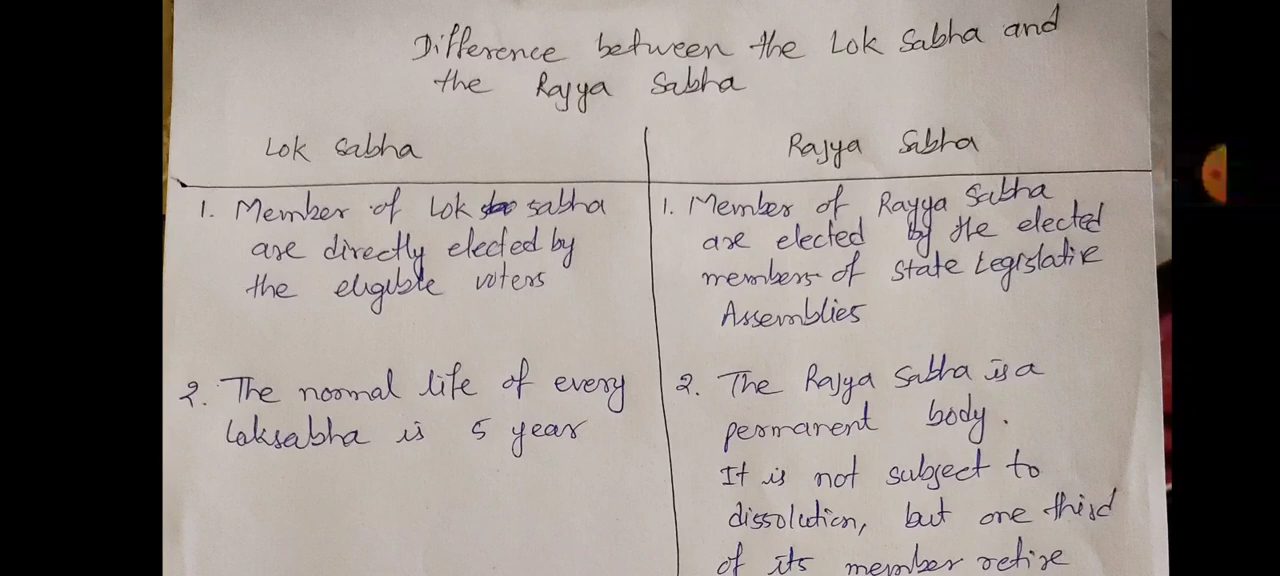 Difference between the Lok Sabha and
the Rajya Sabha
Lok Sabha
Rajya Sabha
1. Member of Lok sabha
are directly elected by
the eligible voters
1. Member of Rayya Sabha
are elected by the elected
members of State Legislative
Assemblies
2. The normal life of every
Loksabha is 5 year
2. The Rajya Sabha is a
permanent body.
It is not subject to
dissolution, but one third
of its member retire